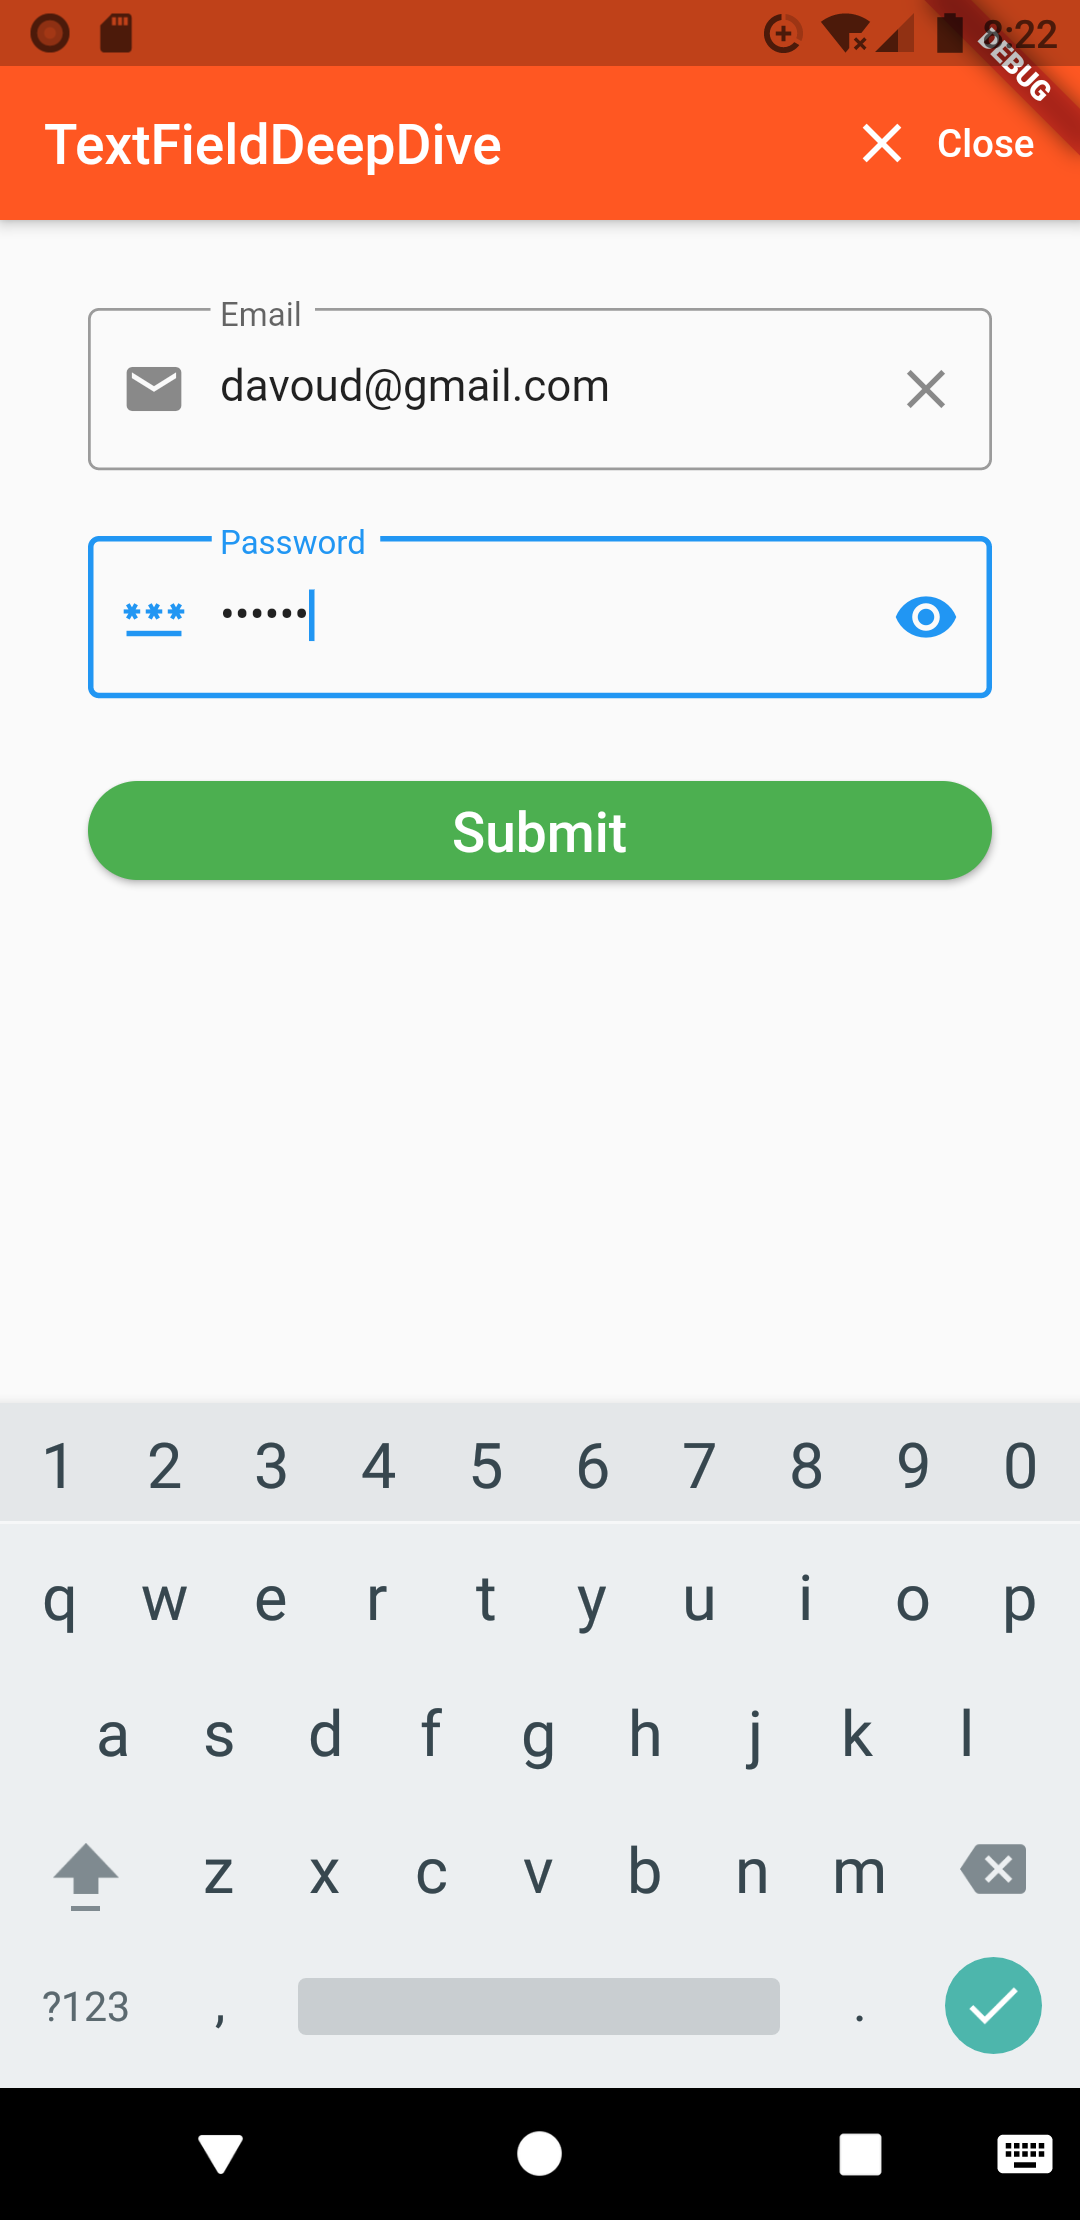 8:22
DEBUG
TextFieldDeepDive
Close
Email
davoud@gmail.com
Password
••••••
Submit
1 2 3 4 5 6 7 8 9 0
q w e r t y u i o p
a s d f g h j k l
z x c v b n m
?123 , .